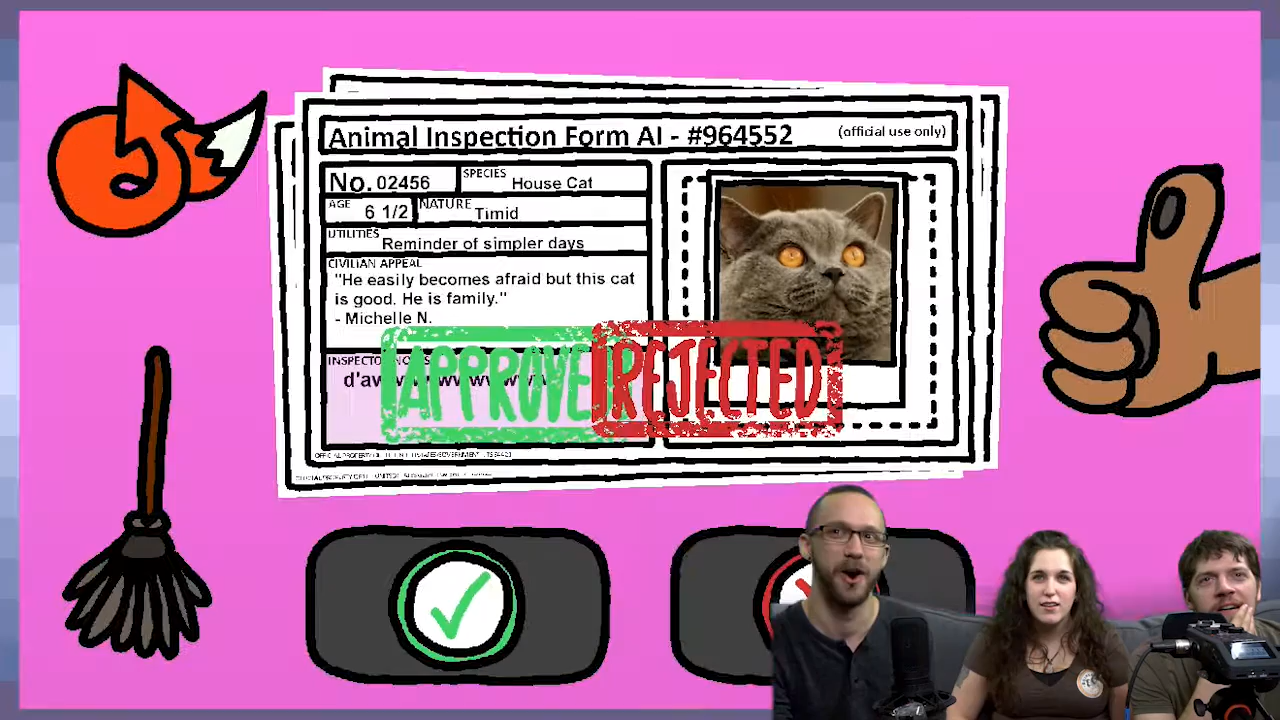 Animal Inspection Form AI - #964552
(official use only)
No. 02456
SPECIES House Cat
AGE 6 1/2
NATURE Timid
UTILITIES Reminder of simpler days
CIVILIAN APPEAL
"He easily becomes afraid but this cat
is good. He is family."
- Michelle N.
APPROVE
REJECTED